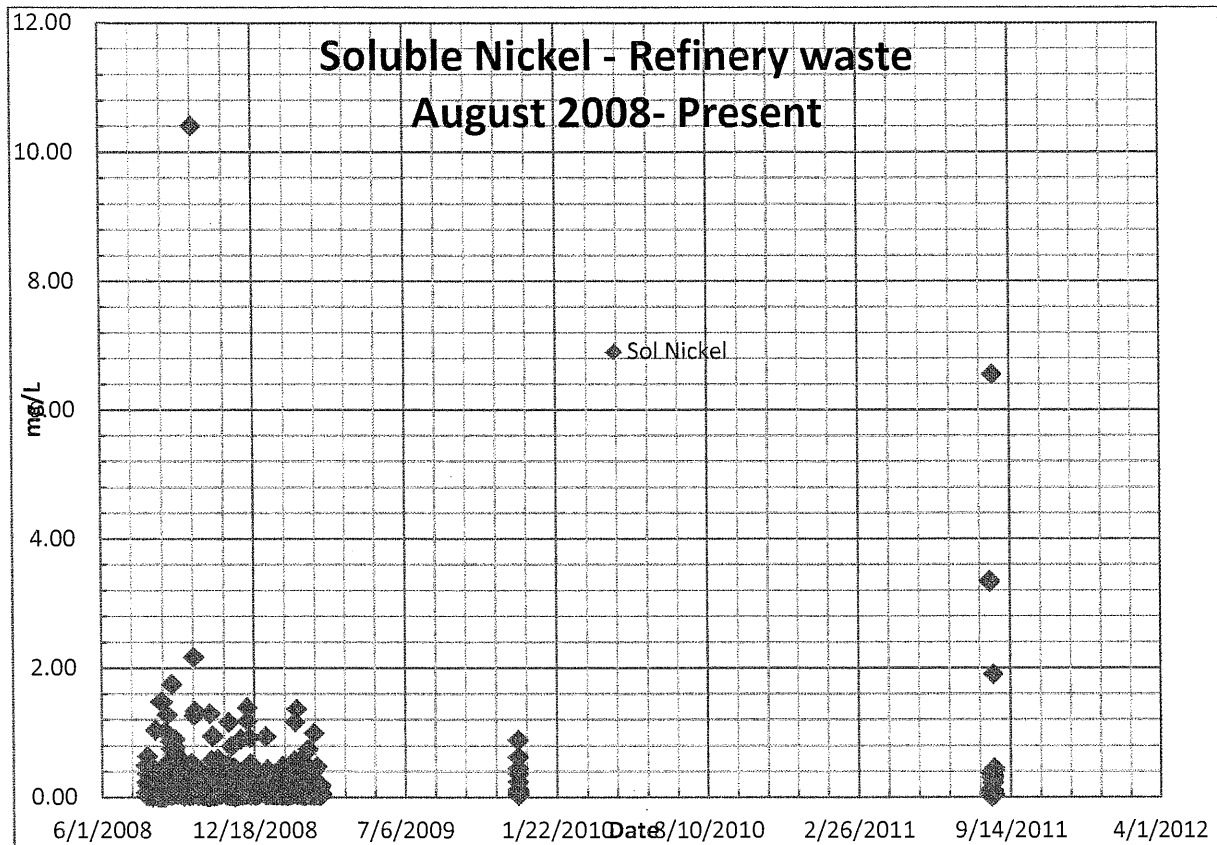 Soluble Nickel - Refinery waste
August 2008- Present
12.00
10.00
8.00
6.00
4.00
2.00
0.00
mg/L
Sol Nickel
6/1/2008 12/18/2008 7/6/2009 1/22/2010 8/10/2010 2/26/2011 9/14/2011 4/1/2012
Date